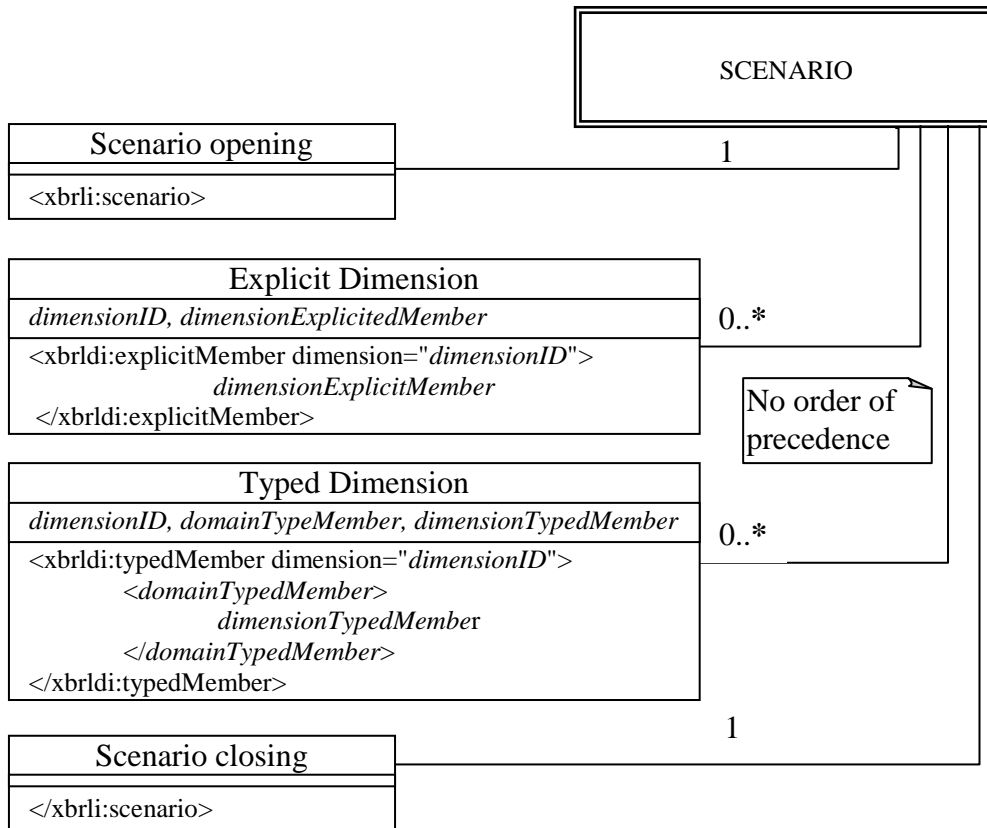 SCENARIO
Scenario opening
1
<xbrli:scenario>
Explicit Dimension
dimensionID, dimensionExplicitedMember
0..*
<xbrldi:explicitMember dimension="dimensionID">
dimensionExplicitMember
</xbrldi:explicitMember>
No order of
precedence
Typed Dimension
dimensionID, domainTypeMember, dimensionTypedMember
0..*
<xbrldi:typedMember dimension="dimensionID">
<domainTypedMember>
dimensionTypedMember
</domainTypedMember>
</xbrldi:typedMember>
1
Scenario closing
</xbrli:scenario>